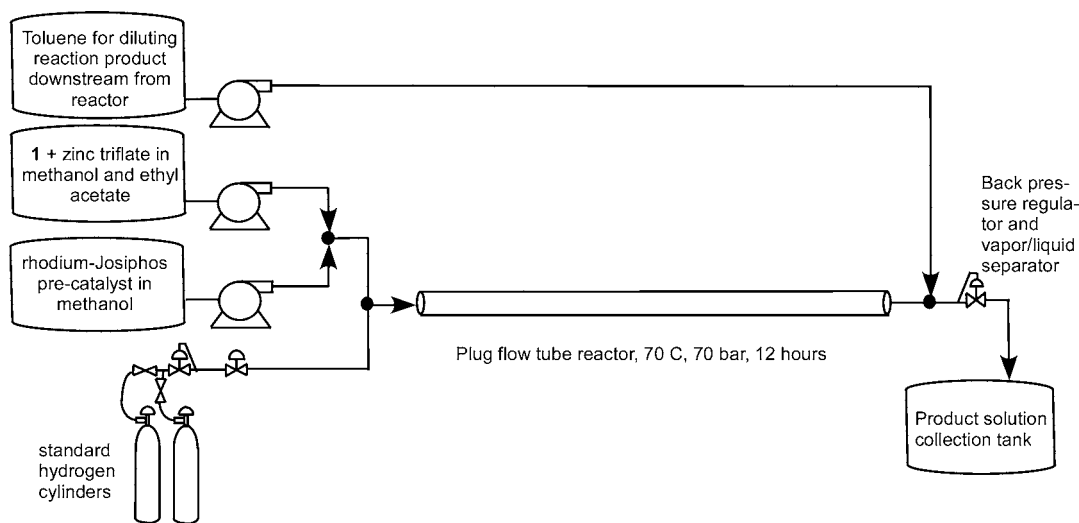 Toluene for diluting
reaction product
downstream from
reactor
1 + zinc triflate in
methanol and ethyl
acetate
rhodium-Josiphos
pre-catalyst in
methanol
standard
hydrogen
cylinders
Plug flow tube reactor, 70 C, 70 bar, 12 hours
Back pres-
sure regula-
tor and
vapor/liquid
separator
Product solution
collection tank